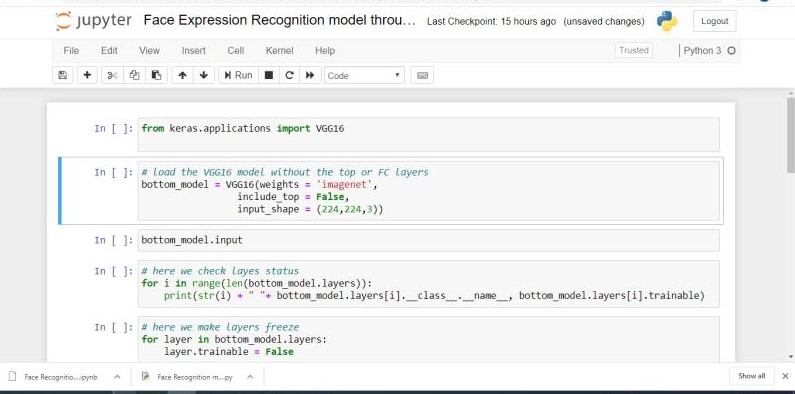 jupyter Face Expression Recognition model throu... Last Checkpoint: 15 hours ago (unsaved changes) Logout
File Edit View Insert Cell Kernel Help Trusted Python 3
Run Code
In [ ]: from keras.applications import VGG16
In [ ]: # Load the VGG16 model without the top or FC layers
bottom_model = VGG16(weights = 'imagenet',
include_top = False,
input_shape = (224,224,3))
In [ ]: bottom_model.input
In [ ]: # here we check layes status
for i in range(len(bottom_model.layers)):
print(str(i) + " "+ bottom_model.layers[i].__class__.__name__, bottom_model.layers[i].trainable)
In [ ]: # here we make layers freeze
for layer in bottom_model.layers:
layer.trainable = False
Face Recognitio....ipynb Face Recognition m....py Show all